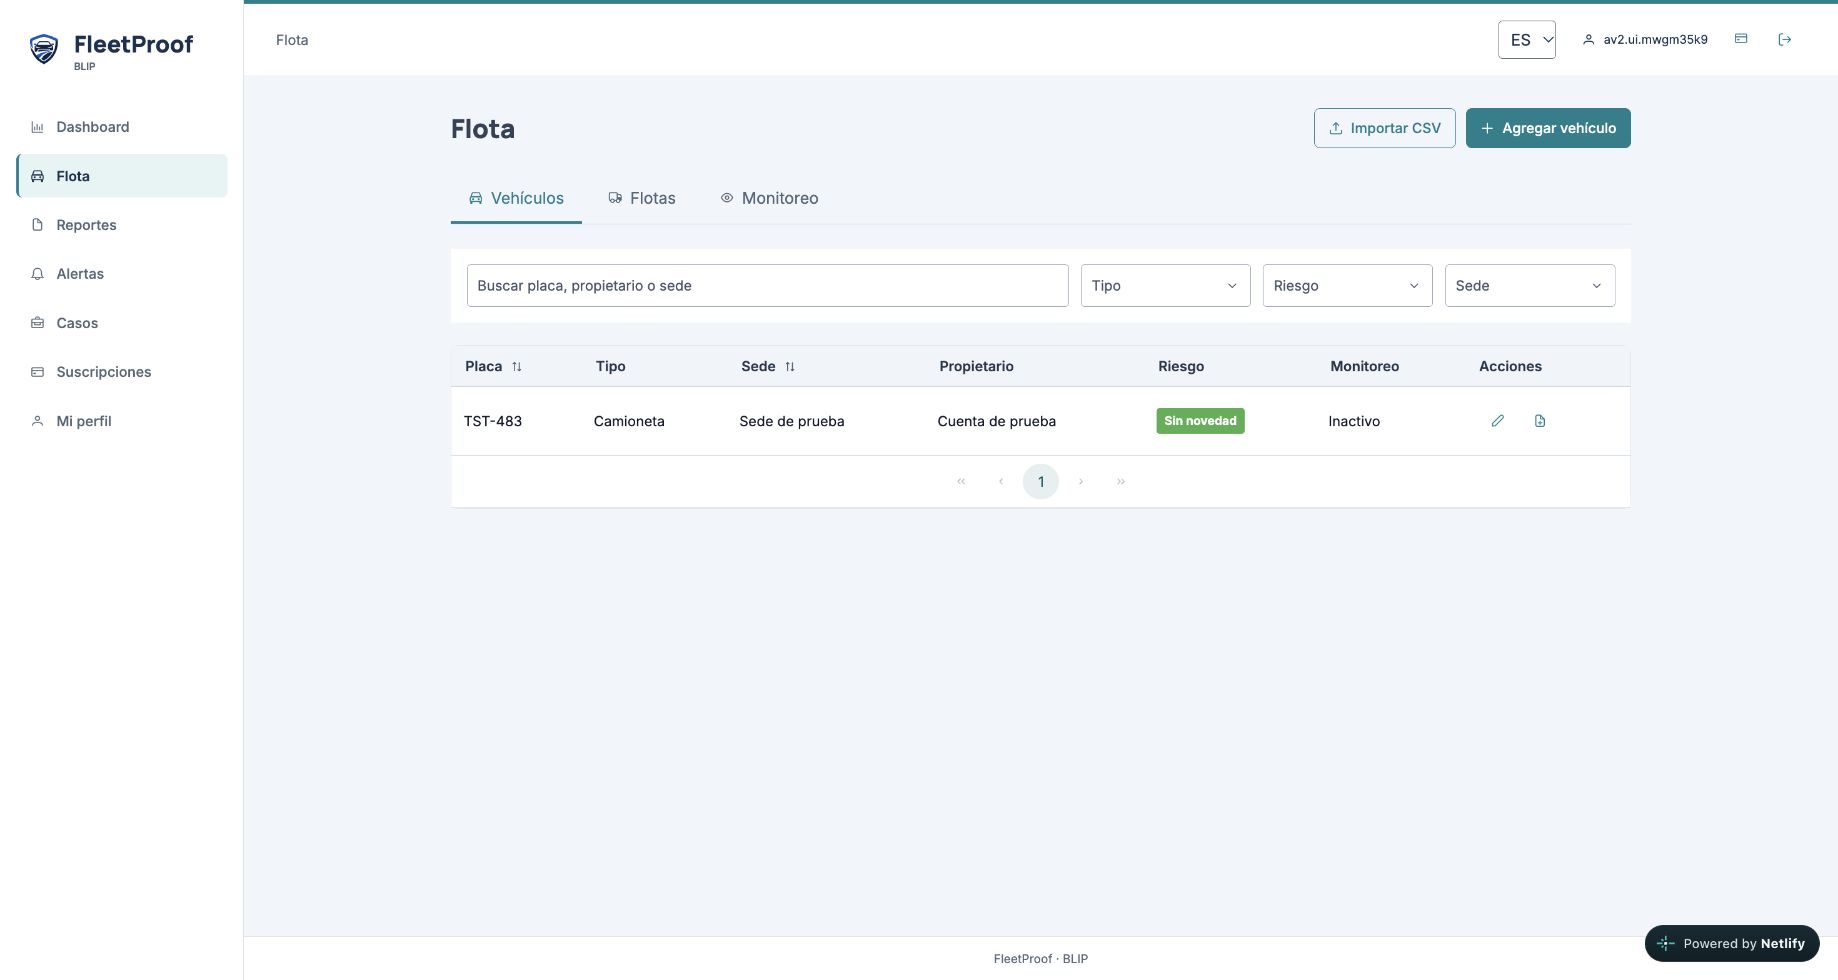 FleetProof
BLIP
Dashboard
Flota
Reportes
Alertas
Casos
Suscripciones
Mi perfil
Flota
ES
av2.ui.mwgm35k9
Flota
Importar CSV
Agregar vehículo
Vehículos
Flotas
Monitoreo
Buscar placa, propietario o sede
Tipo
Riesgo
Sede
Placa Tipo Sede Propietario Riesgo Monitoreo Acciones
TST-483 Camioneta Sede de prueba Cuenta de prueba Sin novedad Inactivo
« ‹ 1 › »
FleetProof · BLIP
Powered by Netlify